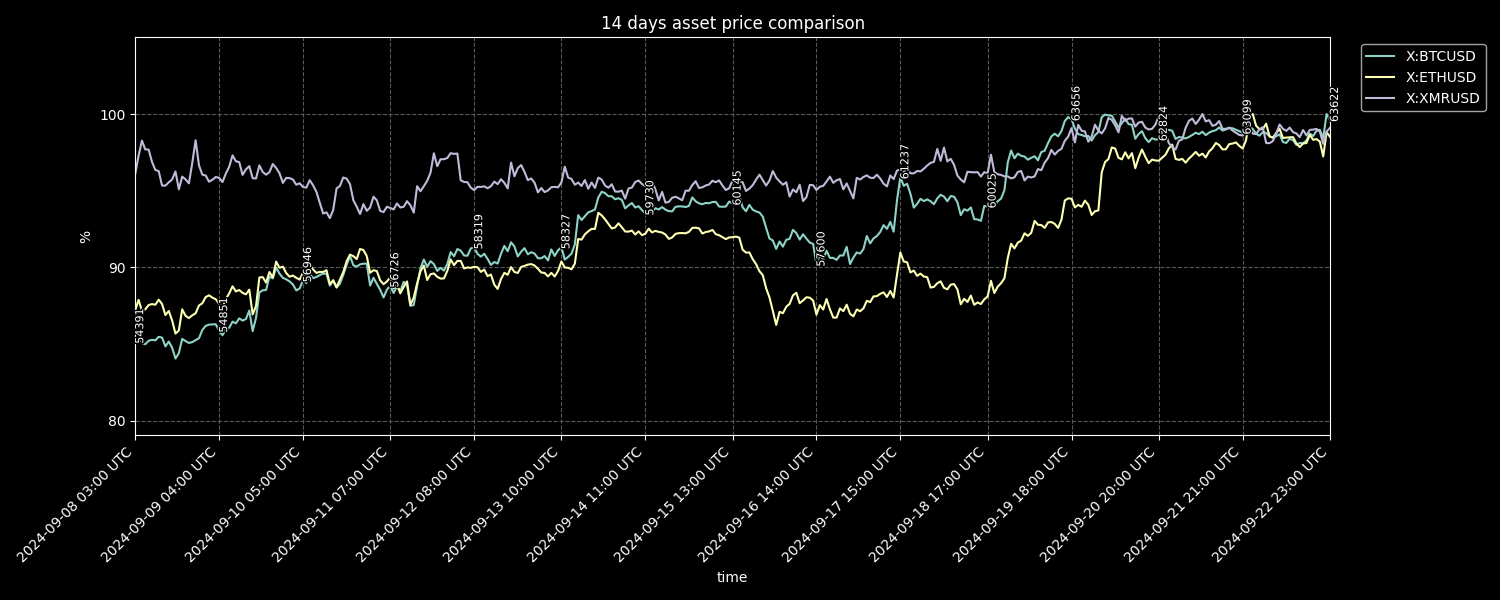 14 days asset price comparison
X:BTCUSD
X:ETHUSD
X:XMRUSD
%
100
90
80
54391
54851
56946
56726
58319
58327
59730
60145
57600
61237
60025
63656
62824
63099
63622
2024-09-08 03:00 UTC
2024-09-09 04:00 UTC
2024-09-10 05:00 UTC
2024-09-11 07:00 UTC
2024-09-12 08:00 UTC
2024-09-13 10:00 UTC
2024-09-14 11:00 UTC
2024-09-15 13:00 UTC
2024-09-16 14:00 UTC
2024-09-17 15:00 UTC
2024-09-18 17:00 UTC
2024-09-19 18:00 UTC
2024-09-20 20:00 UTC
2024-09-21 21:00 UTC
2024-09-22 23:00 UTC
time